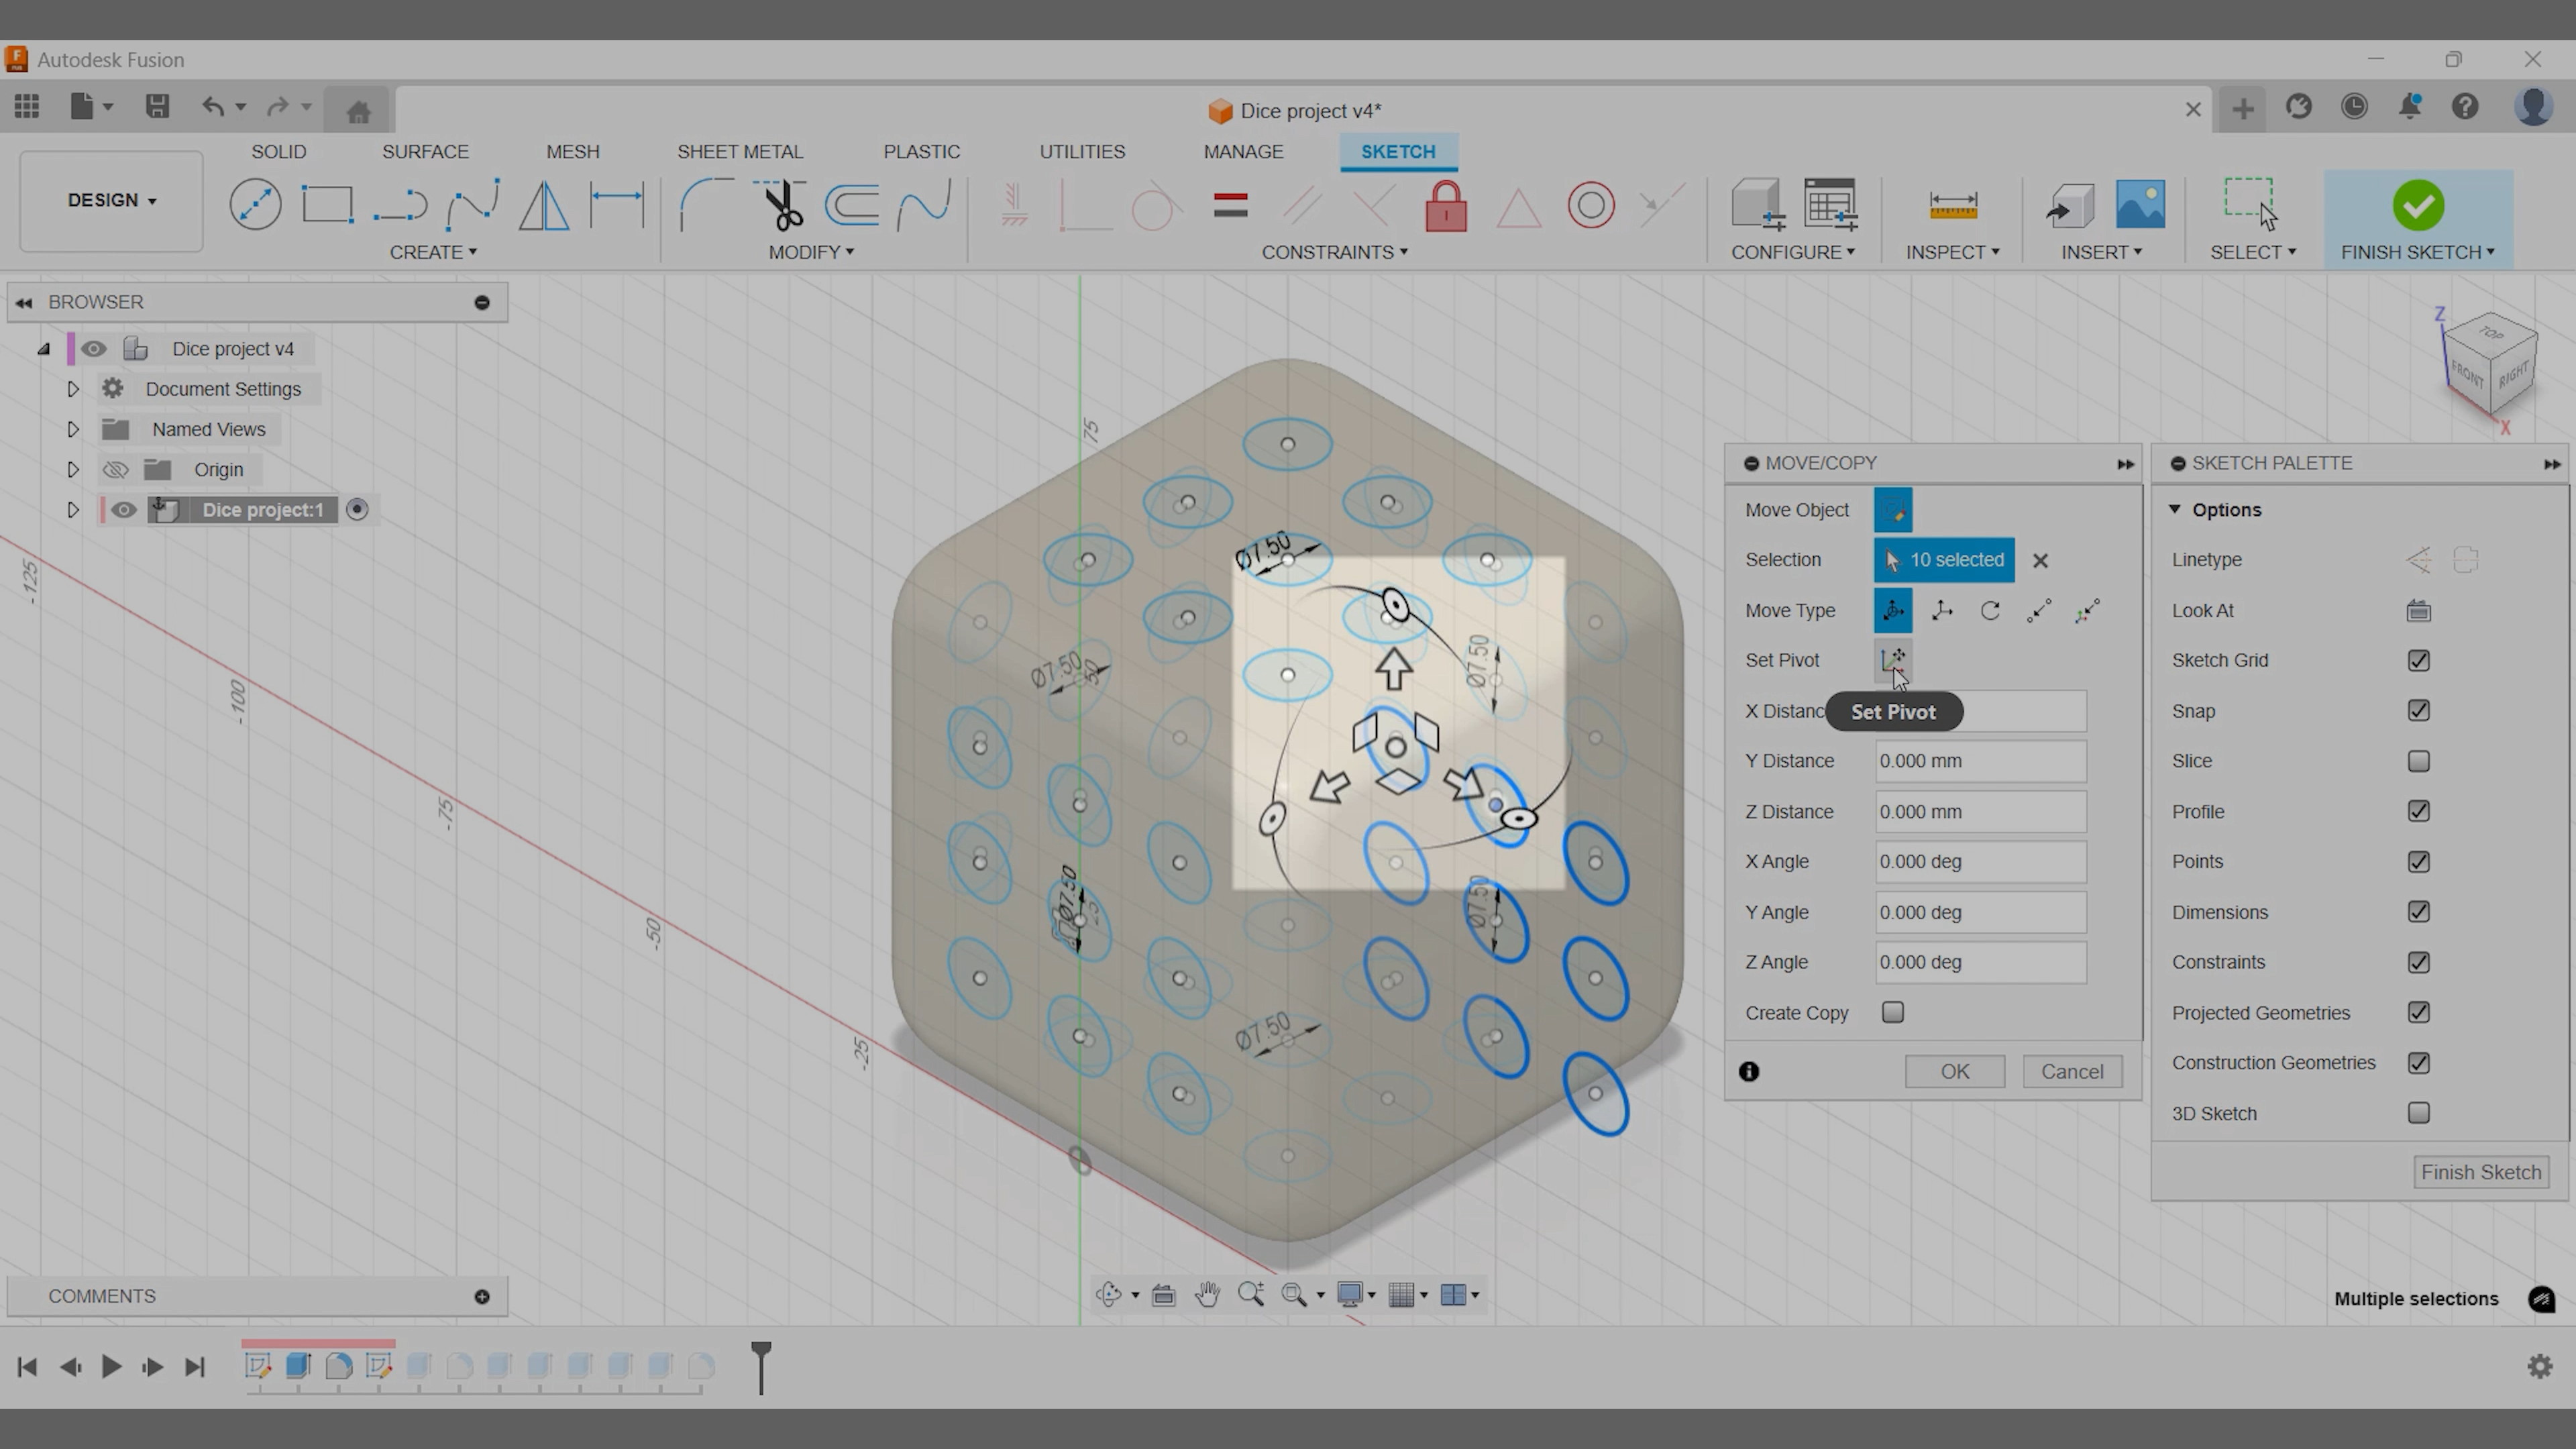 Autodesk Fusion
Dice project v4*
SOLID SURFACE MESH SHEET METAL PLASTIC UTILITIES MANAGE SKETCH
DESIGN
CREATE MODIFY CONSTRAINTS CONFIGURE INSPECT INSERT SELECT FINISH SKETCH
BROWSER
Dice project v4
Document Settings
Named Views
Origin
Dice project:1
Z
TOP
FRONT
RIGHT
X
75
-125
-100
-75
-50
-25
Ø7.50
Ø7.50
50
Ø7.50
Ø7.50
Ø7.50
Ø7.50
MOVE/COPY
Move Object
Selection 10 selected
Move Type
Set Pivot
Set Pivot
X Distanc
Y Distance 0.000 mm
Z Distance 0.000 mm
X Angle 0.000 deg
Y Angle 0.000 deg
Z Angle 0.000 deg
Create Copy
OK Cancel
SKETCH PALETTE
Options
Linetype
Look At
Sketch Grid
Snap
Slice
Profile
Points
Dimensions
Constraints
Projected Geometries
Construction Geometries
3D Sketch
Finish Sketch
COMMENTS
Multiple selections